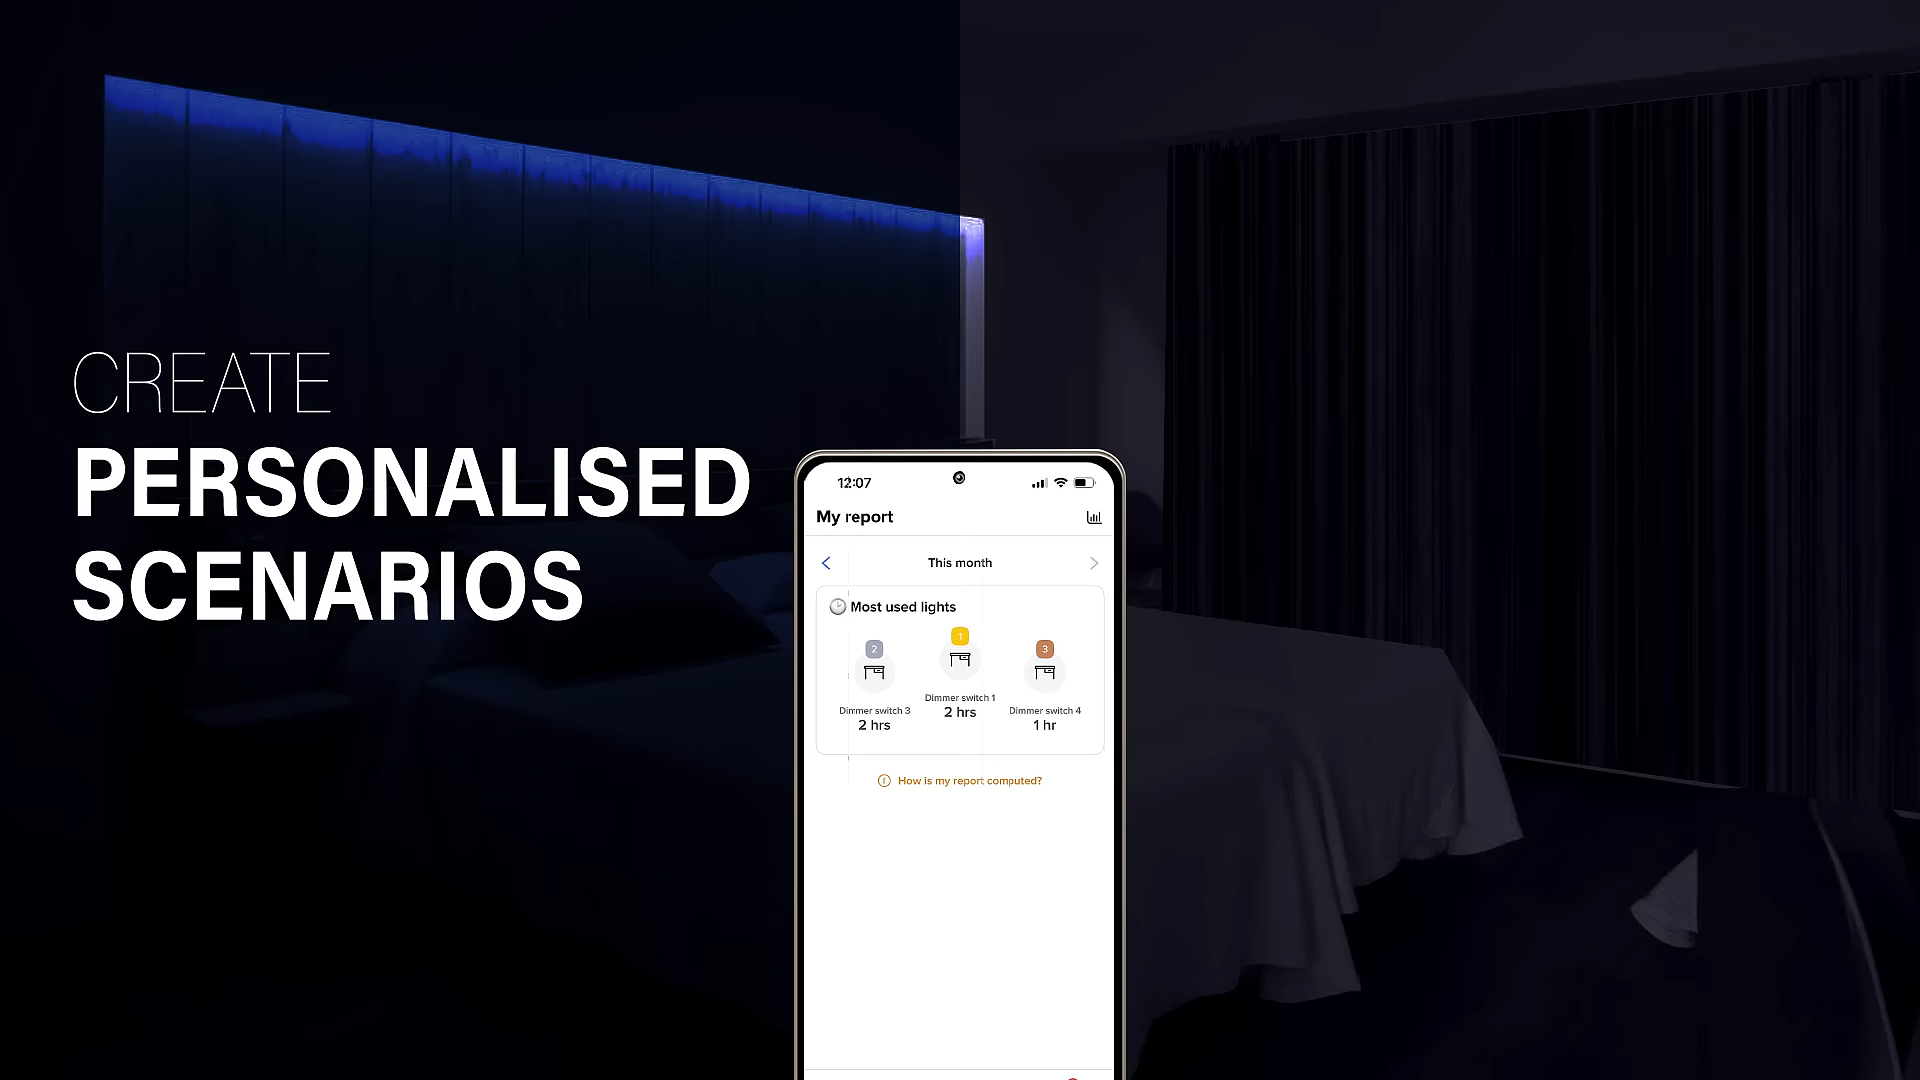 CREATE
PERSONALISED
SCENARIOS
12:07
My report
This month
Most used lights
2
1
3
Dimmer switch 3
2 hrs
Dimmer switch 1
2 hrs
Dimmer switch 4
1 hr
How is my report computed?